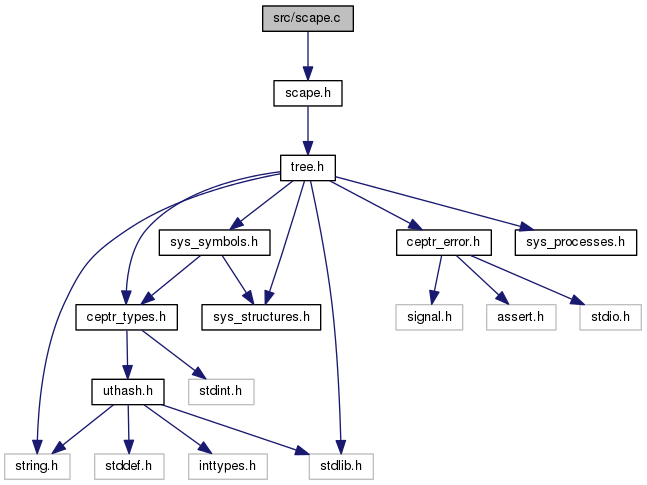 src/scape.c
scape.h
tree.h
sys_symbols.h
ceptr_error.h
sys_processes.h
ceptr_types.h
sys_structures.h
signal.h
assert.h
stdio.h
uthash.h
stdint.h
string.h
stddef.h
inttypes.h
stdlib.h